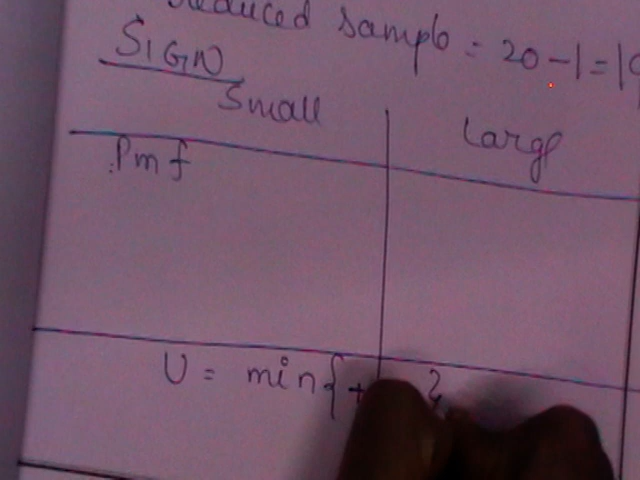 reduced sample = 20-1=19
SIGN
Small Large
Pmf
U = min{+ }